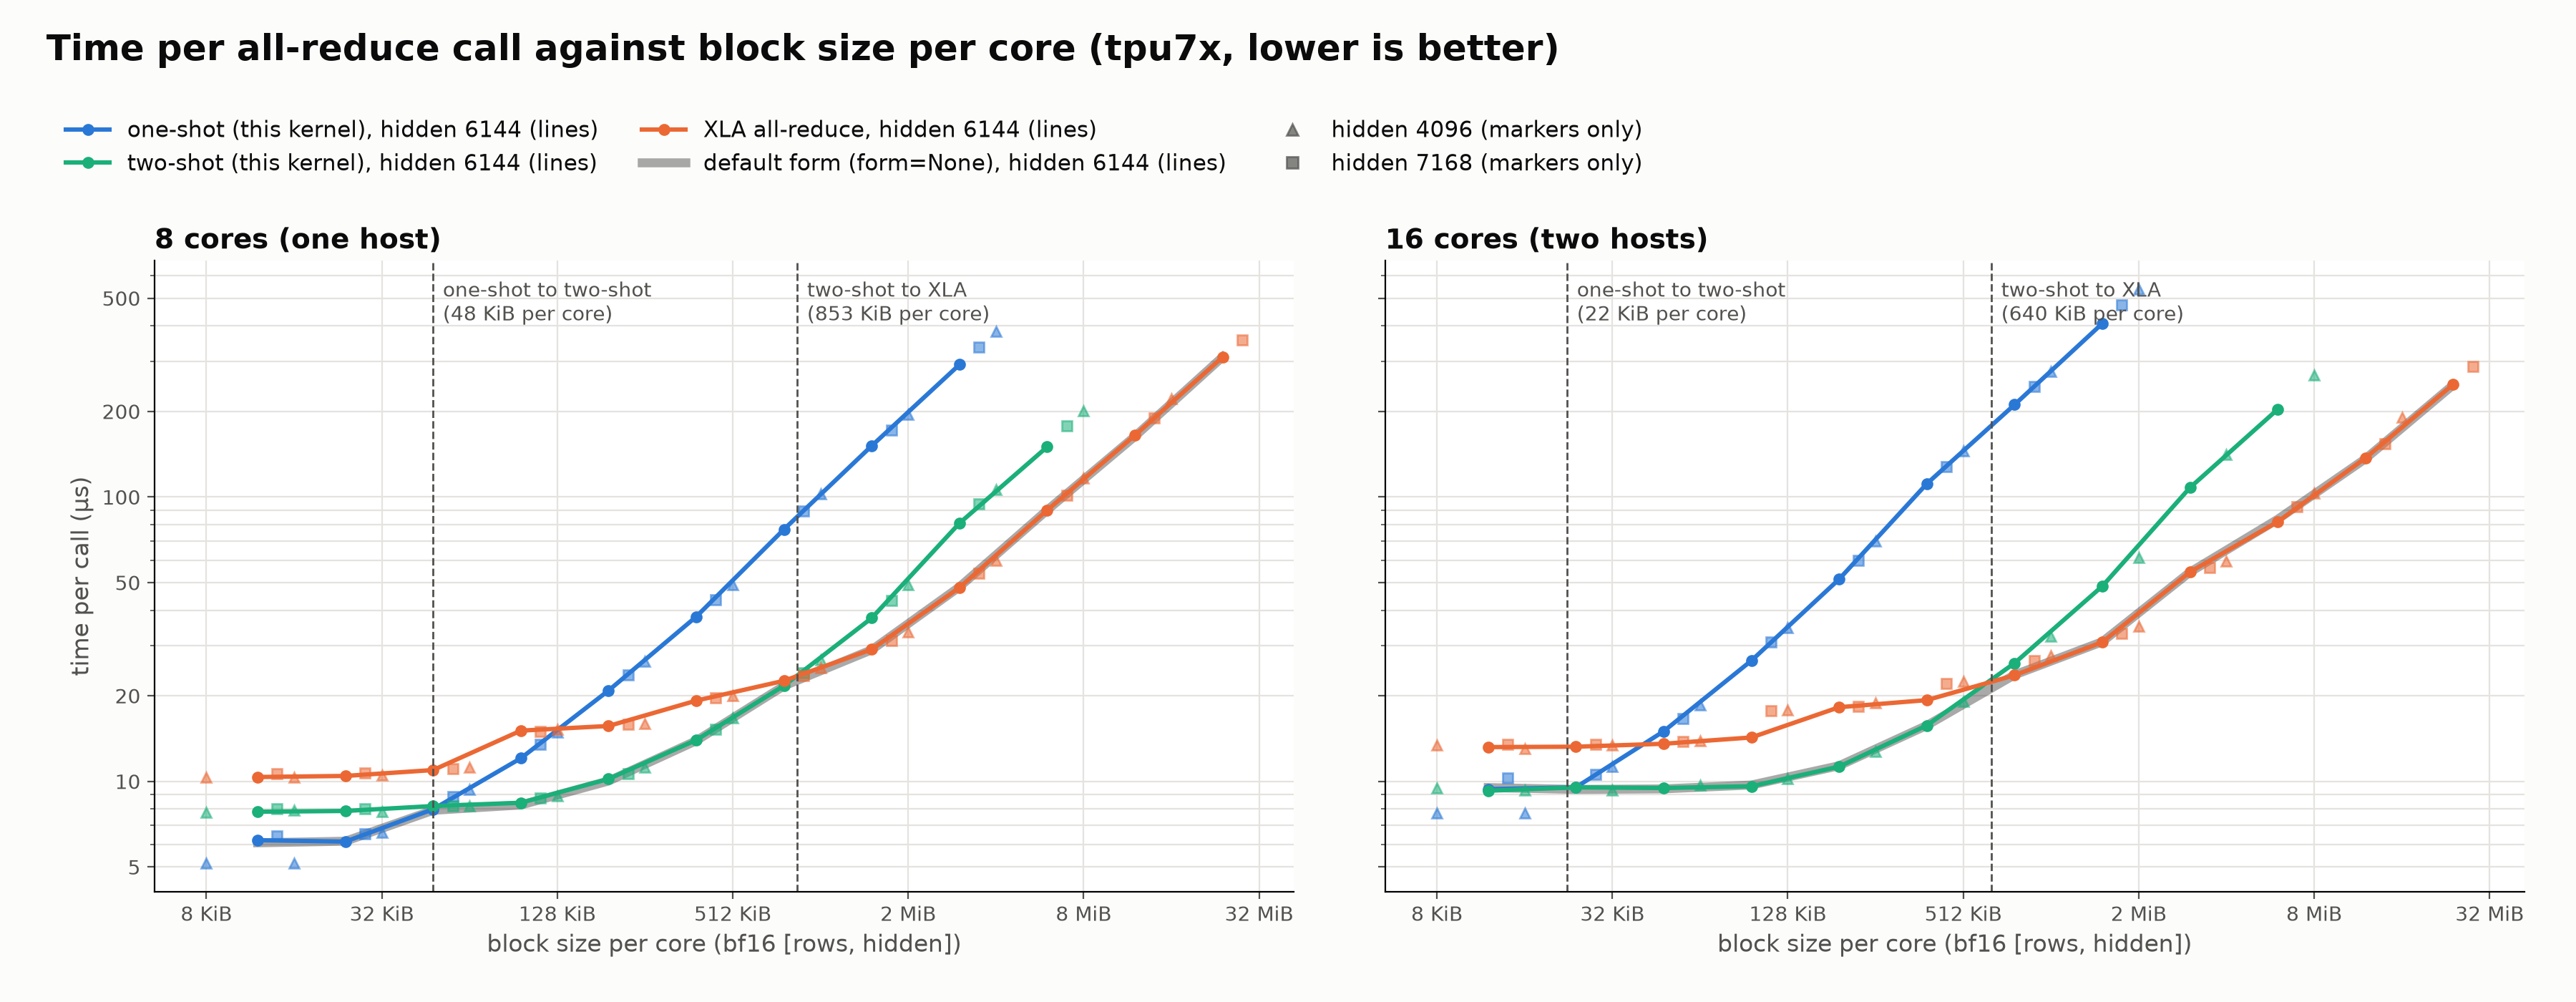 Time per all-reduce call against block size per core (tpu7x, lower is better)
one-shot (this kernel), hidden 6144 (lines)
two-shot (this kernel), hidden 6144 (lines)
XLA all-reduce, hidden 6144 (lines)
default form (form=None), hidden 6144 (lines)
hidden 4096 (markers only)
hidden 7168 (markers only)
8 cores (one host)
one-shot to two-shot
(48 KiB per core)
two-shot to XLA
(853 KiB per core)
500
200
100
50
20
10
5
time per call (µs)
8 KiB
32 KiB
128 KiB
512 KiB
2 MiB
8 MiB
32 MiB
block size per core (bf16 [rows, hidden])
16 cores (two hosts)
one-shot to two-shot
(22 KiB per core)
two-shot to XLA
(640 KiB per core)
8 KiB
32 KiB
128 KiB
512 KiB
2 MiB
8 MiB
32 MiB
block size per core (bf16 [rows, hidden])